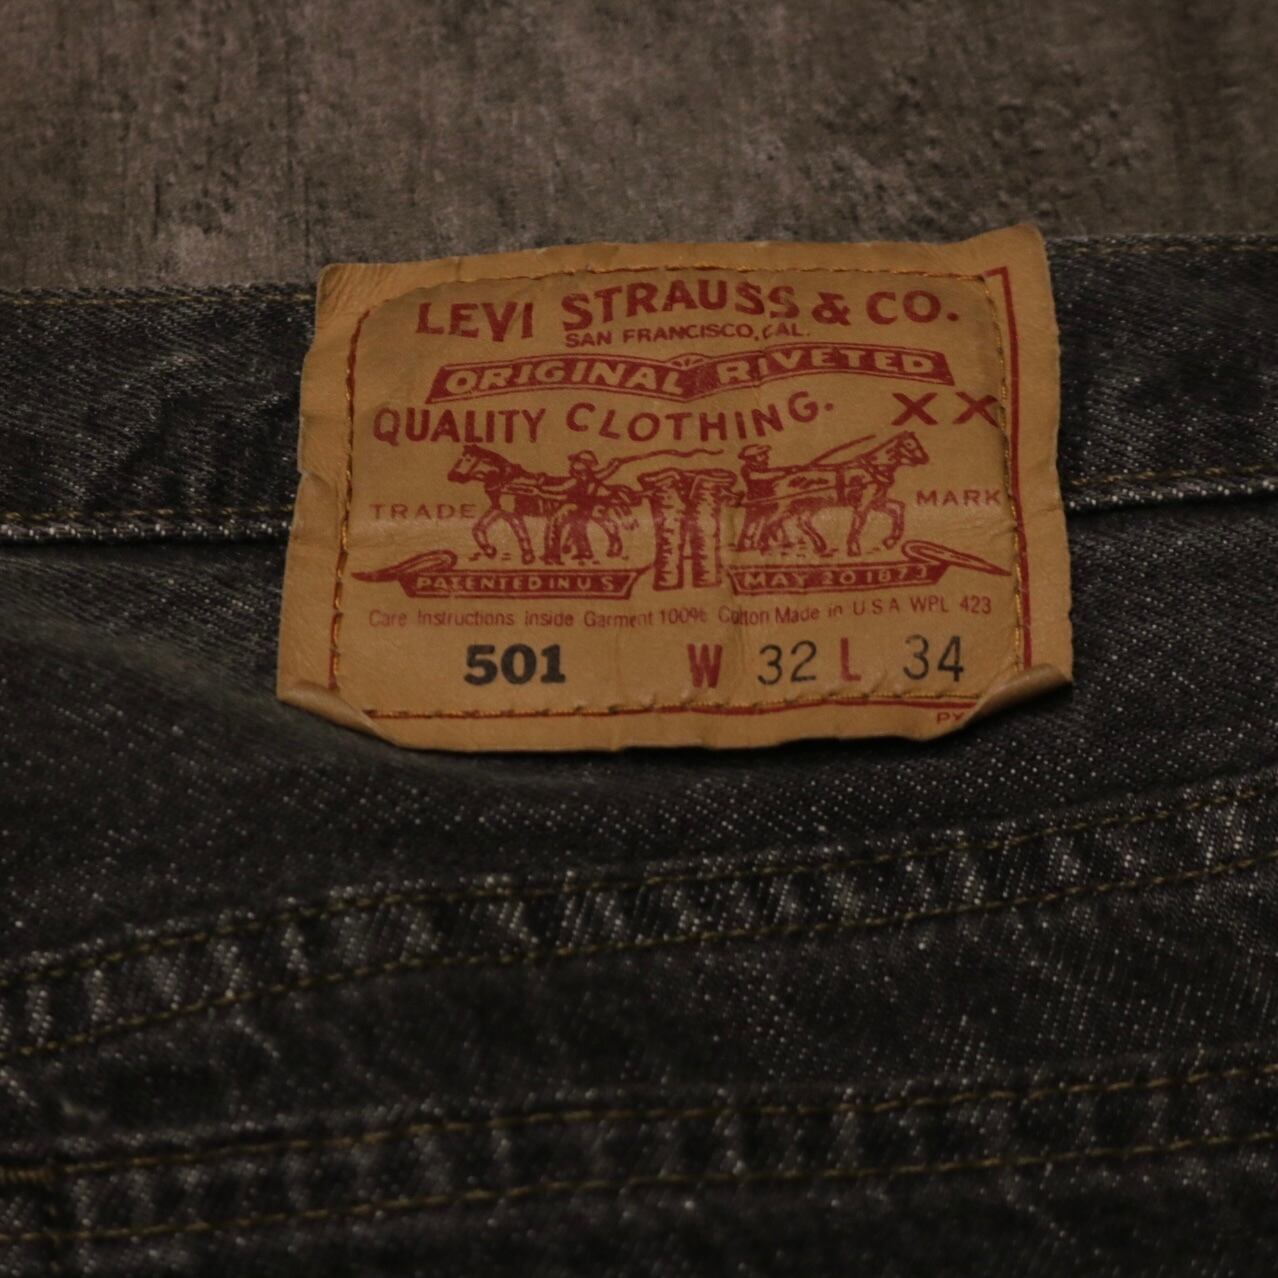 LEVI STRAUSS & CO.
SAN FRANCISCO, CAL.
ORIGINAL RIVETED
QUALITY CLOTHING. XX
TRADE MARK
PATENTED IN U S MAY 20 1873
Care Instructions Inside Garment 100% Cotton Made in U S A WPL 423
501 W 32 L 34
PY